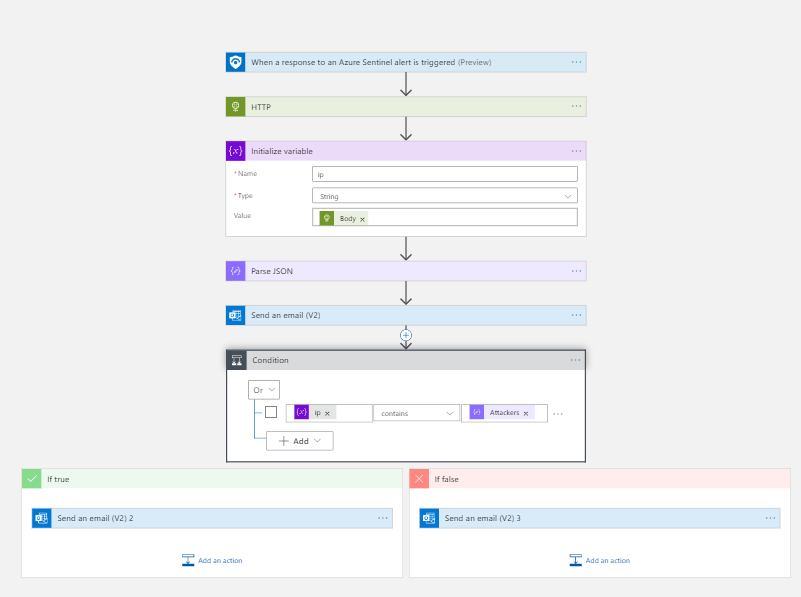 When a response to an Azure Sentinel alert is triggered (Preview)
HTTP
{x} Initialize variable
* Name ip
* Type String
Value Body x
Parse JSON
Send an email (V2)
Condition
Or
{x} ip x contains Attackers x
Add
If true
Send an email (V2) 2
Add an action
If false
Send an email (V2) 3
Add an action